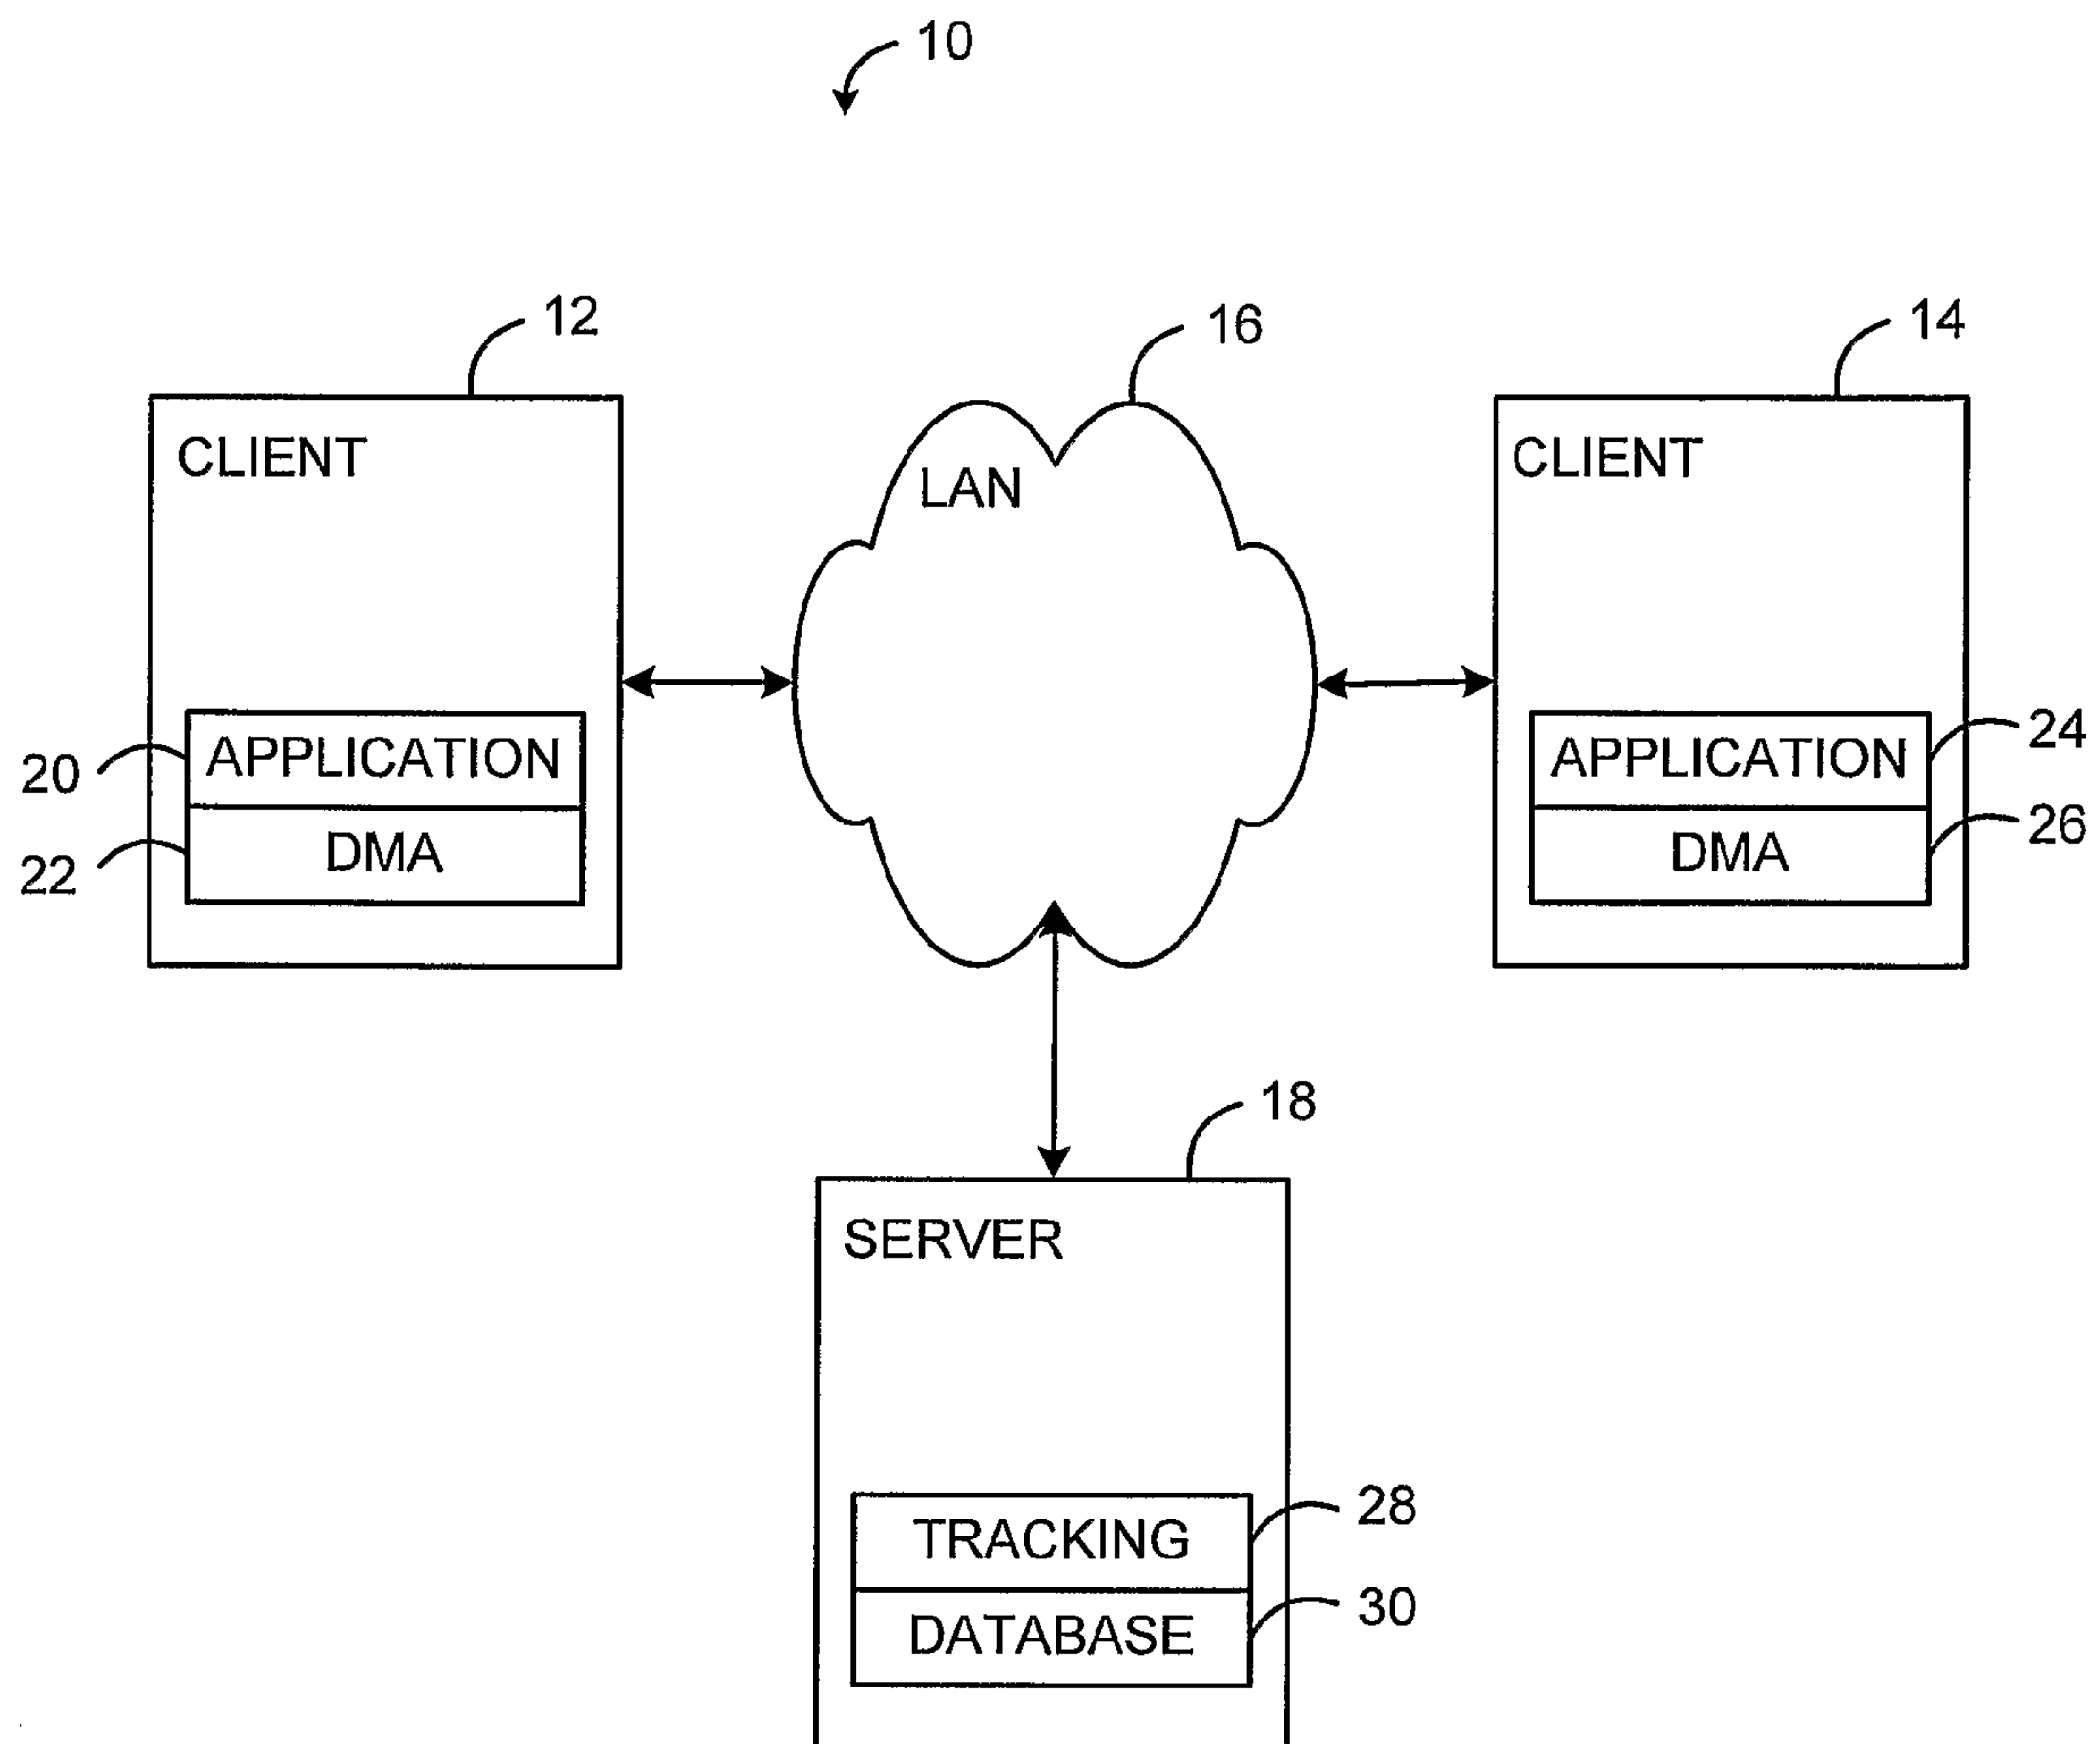 10
12
16
14
CLIENT
LAN
CLIENT
20
APPLICATION
22
DMA
APPLICATION
24
DMA
26
18
SERVER
TRACKING
28
DATABASE
30